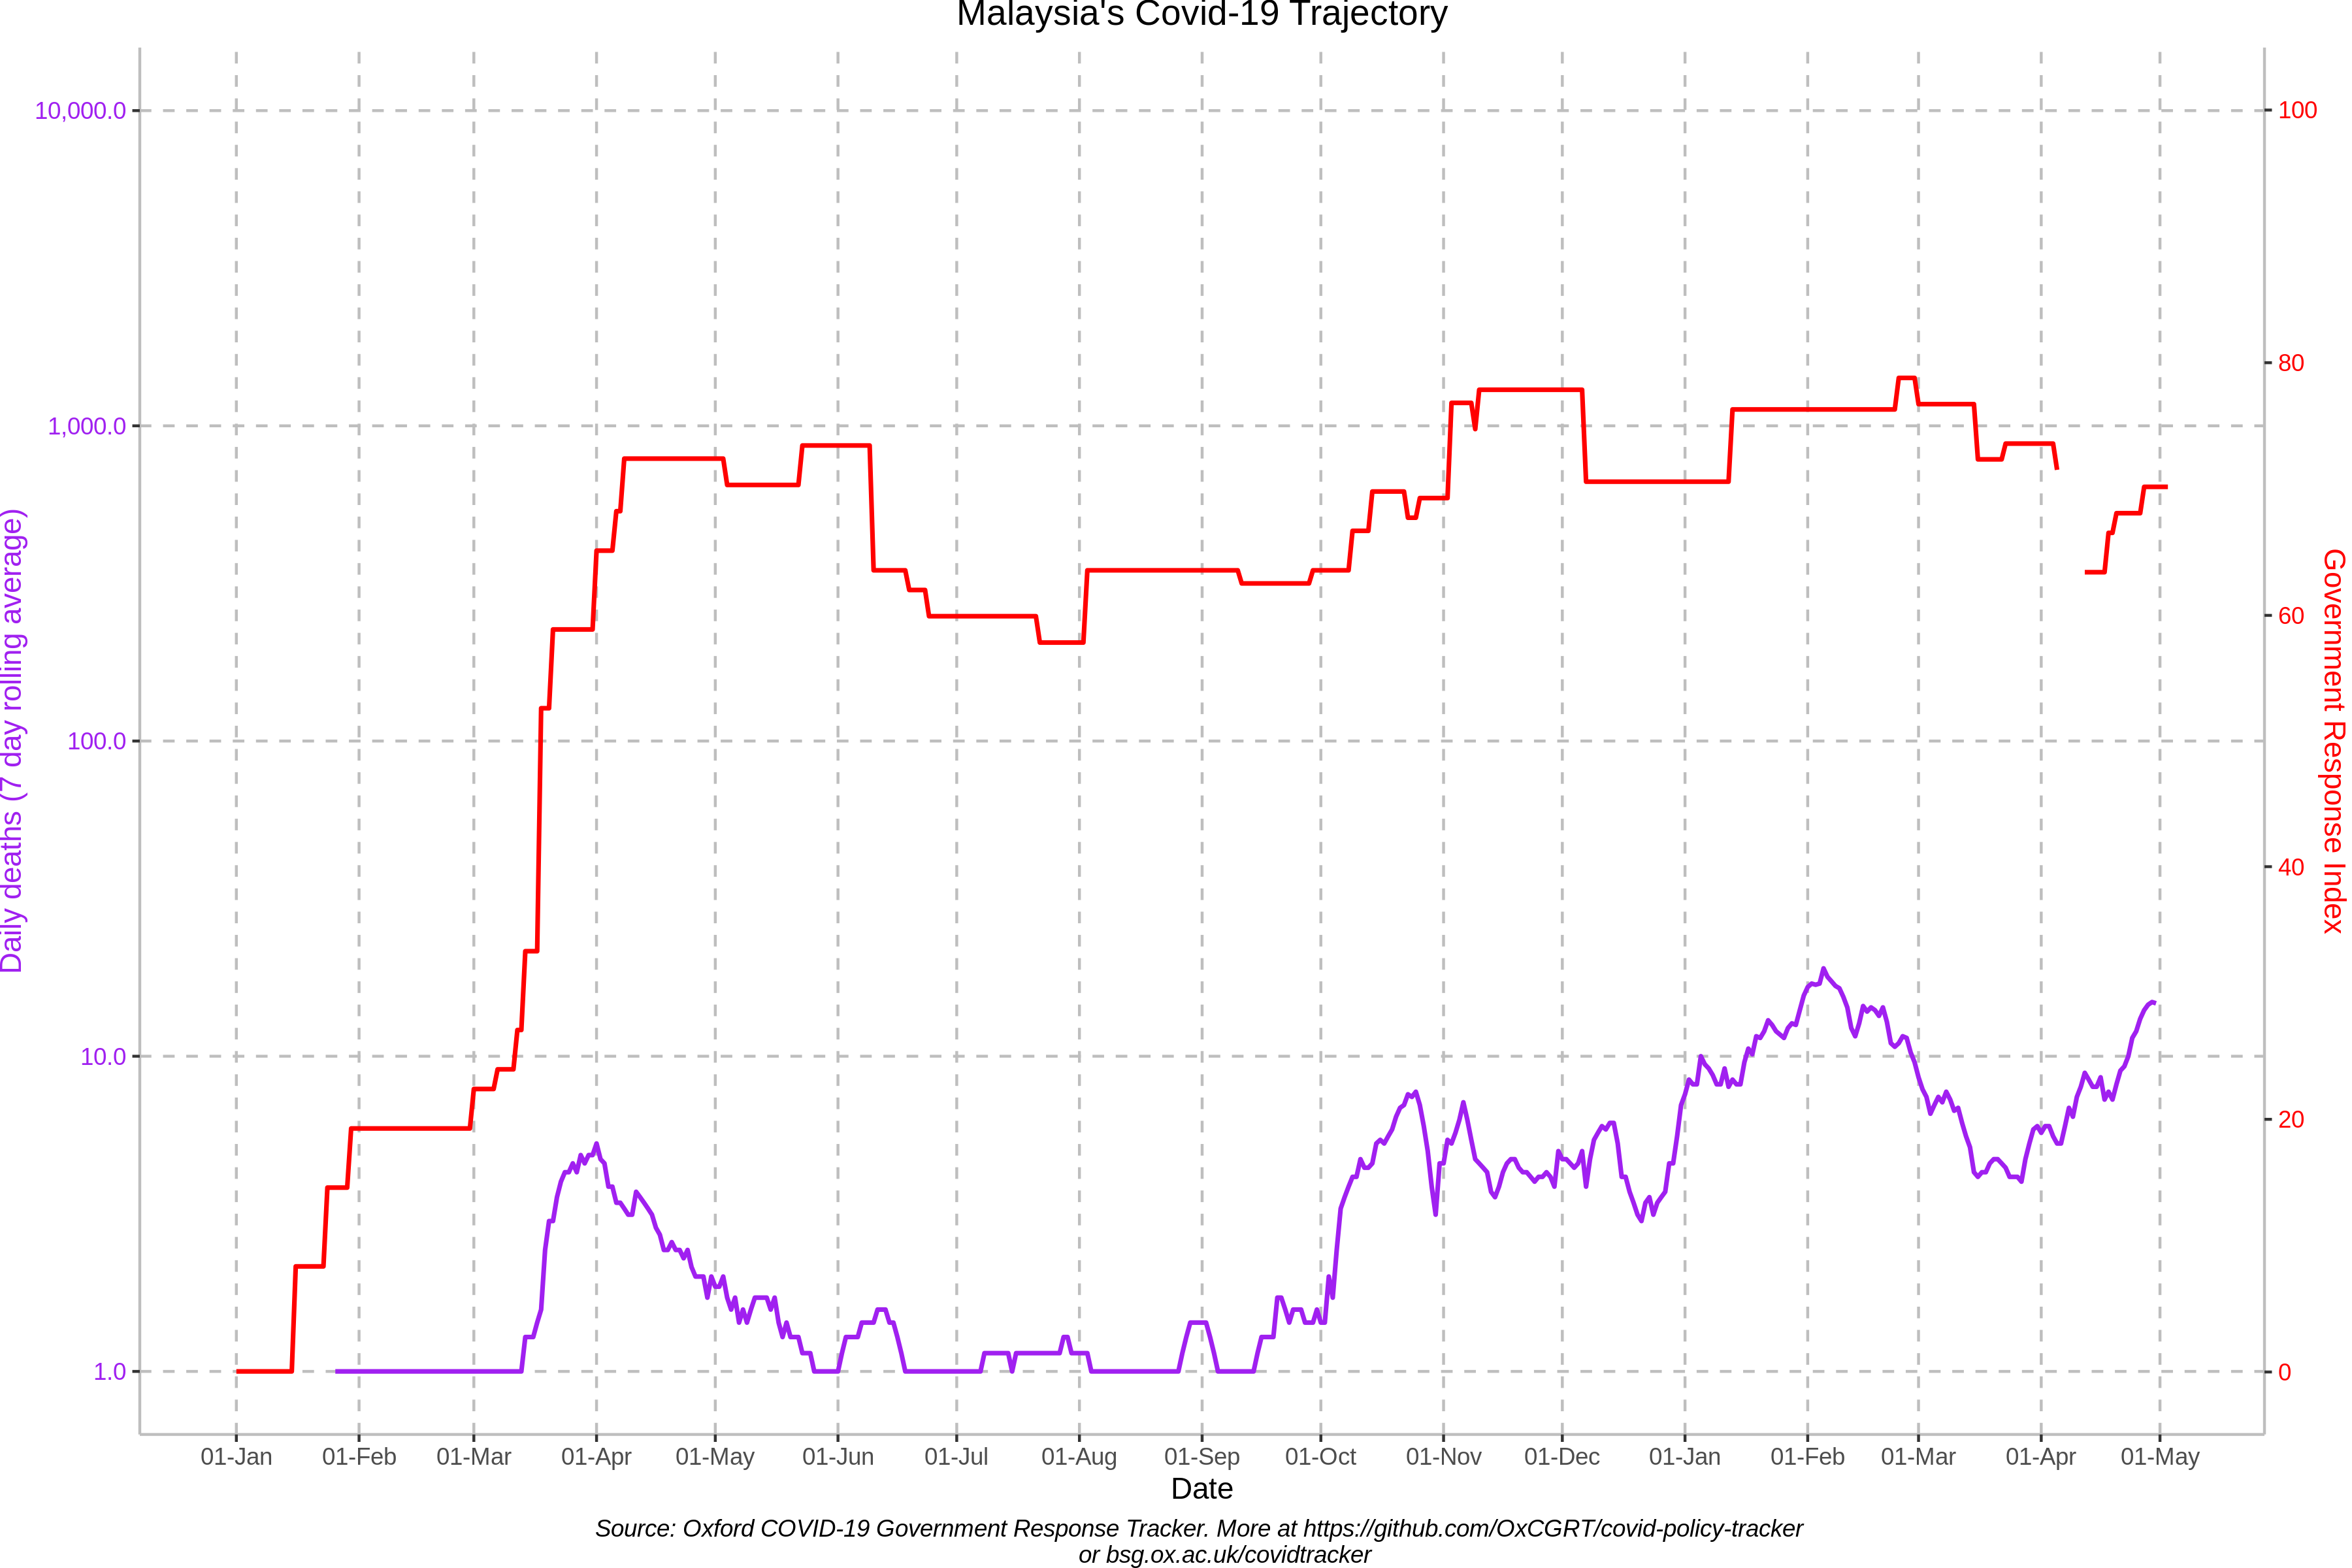 Malaysia's Covid-19 Trajectory
10,000.0
1,000.0
100.0
10.0
1.0
Daily deaths (7 day rolling average)
100
80
60
40
20
0
Government Response Index
01-Jan 01-Feb 01-Mar 01-Apr 01-May 01-Jun 01-Jul 01-Aug 01-Sep 01-Oct 01-Nov 01-Dec 01-Jan 01-Feb 01-Mar 01-Apr 01-May
Date
Source: Oxford COVID-19 Government Response Tracker. More at https://github.com/OxCGRT/covid-policy-tracker
or bsg.ox.ac.uk/covidtracker